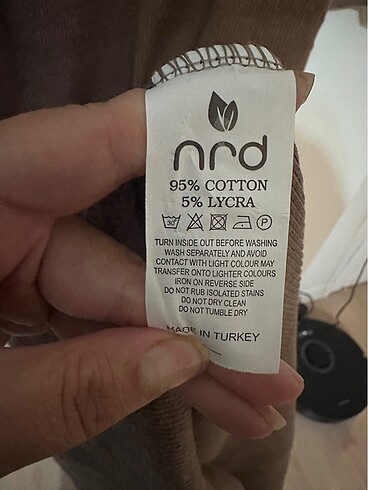 nrd
95% COTTON
5% LYCRA
P
TURN INSIDE OUT BEFORE WASHING
WASH SEPARATELY AND AVOID
CONTACT WITH LIGHT COLOUR MAY
TRANSFER ONTO LIGHTER COLOURS
IRON ON REVERSE SIDE
DO NOT RUB ISOLATED STAINS
DO NOT DRY CLEAN
DO NOT TUMBLE DRY
MADE IN TURKEY